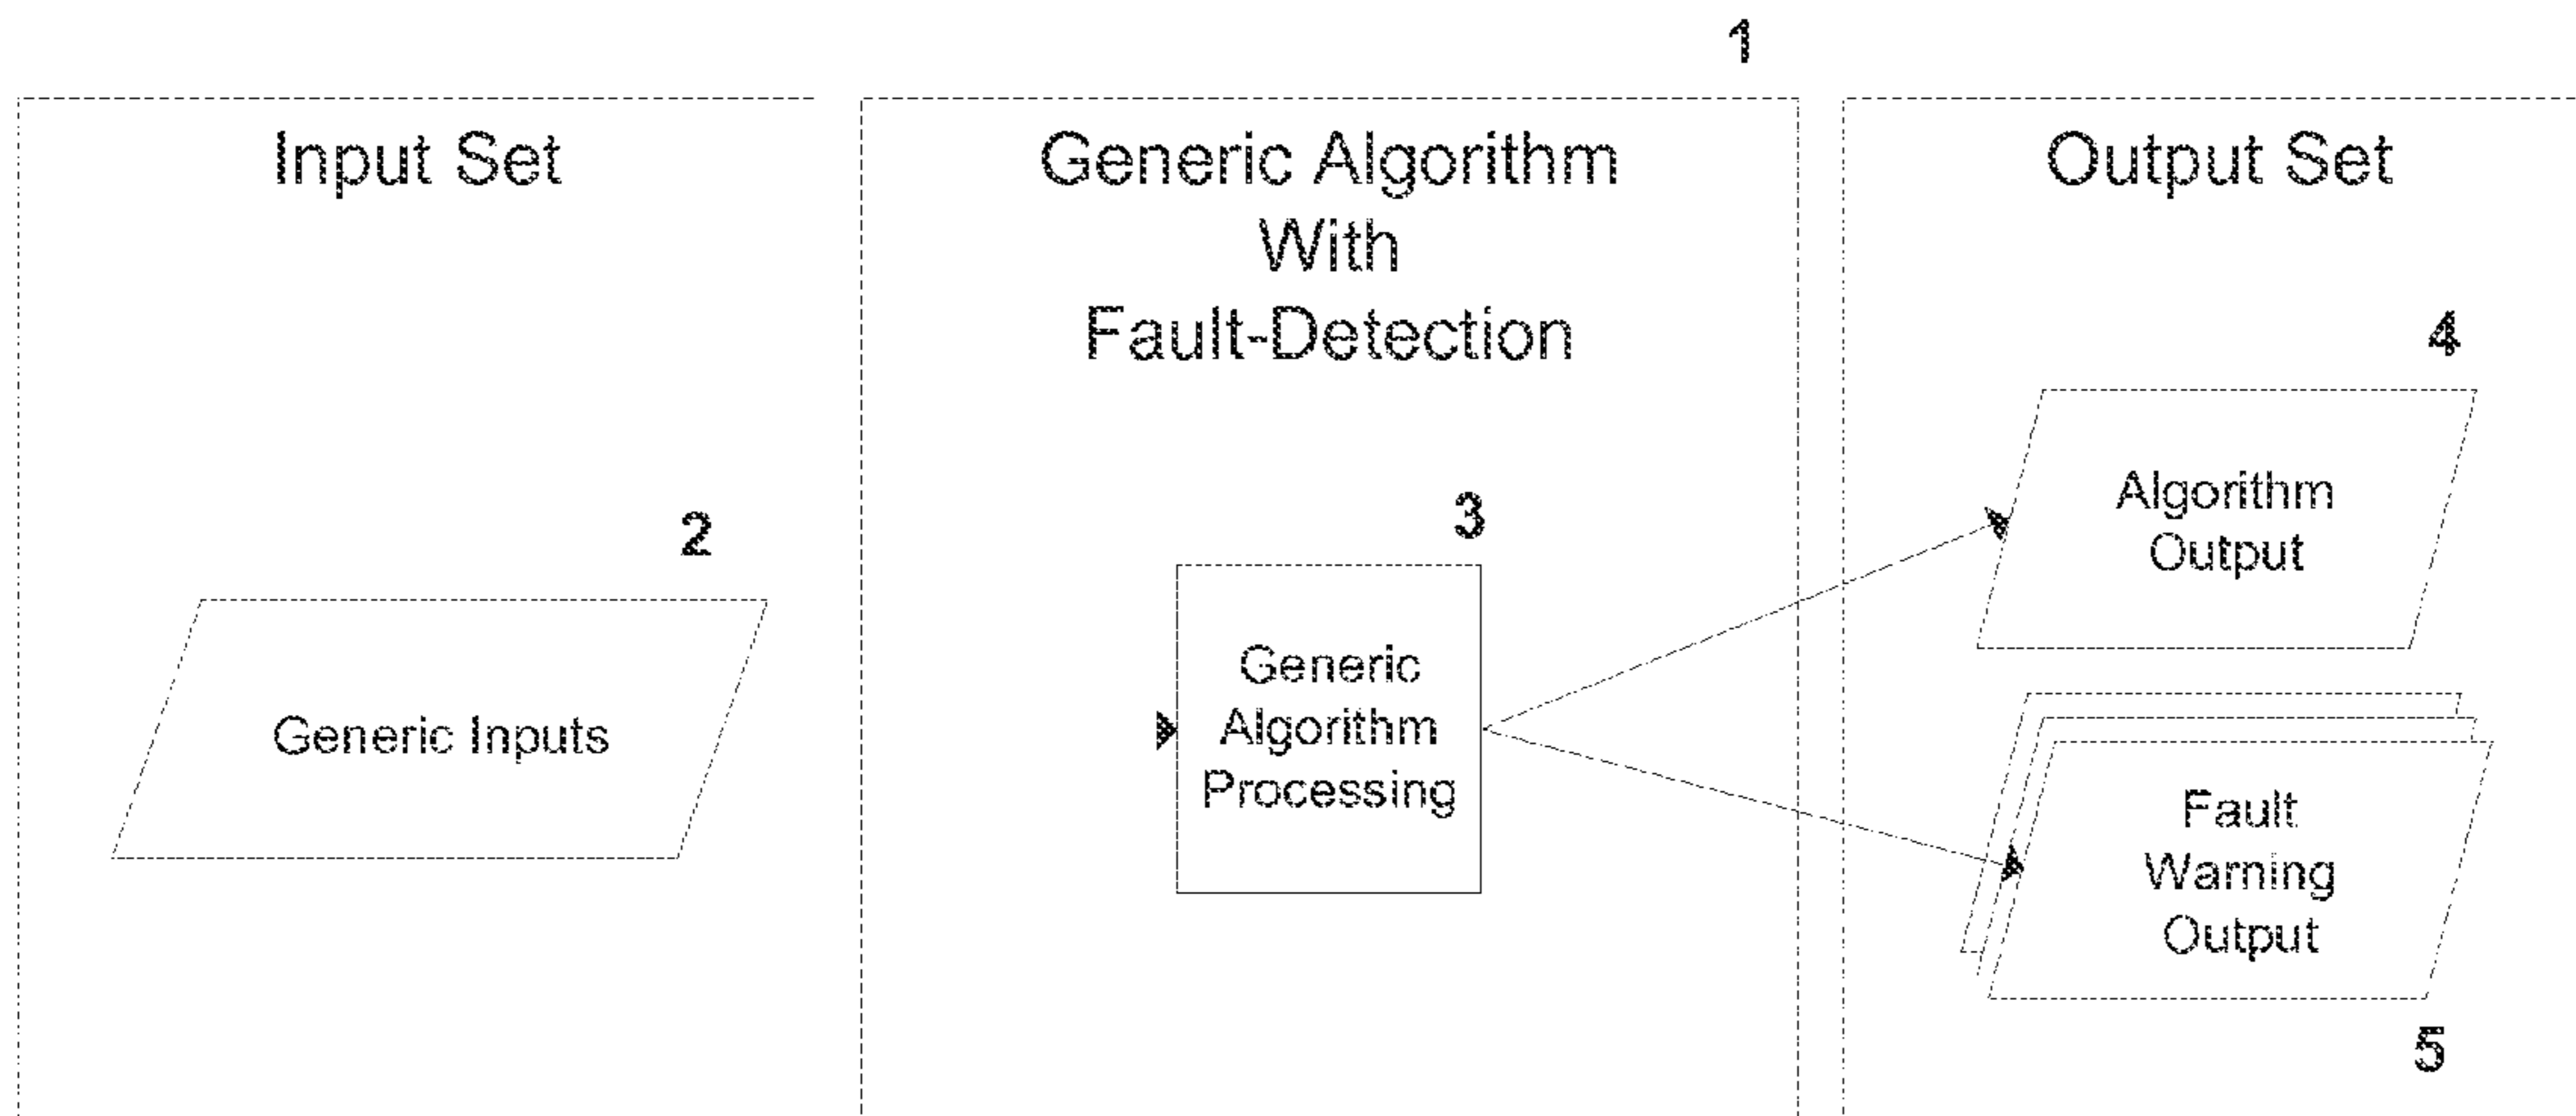 1
Input Set
Generic Algorithm
With
Fault-Detection
Output Set
2
Generic Inputs
3
Generic
Algorithm
Processing
4
Algorithm
Output
Fault
Warning
Output
5